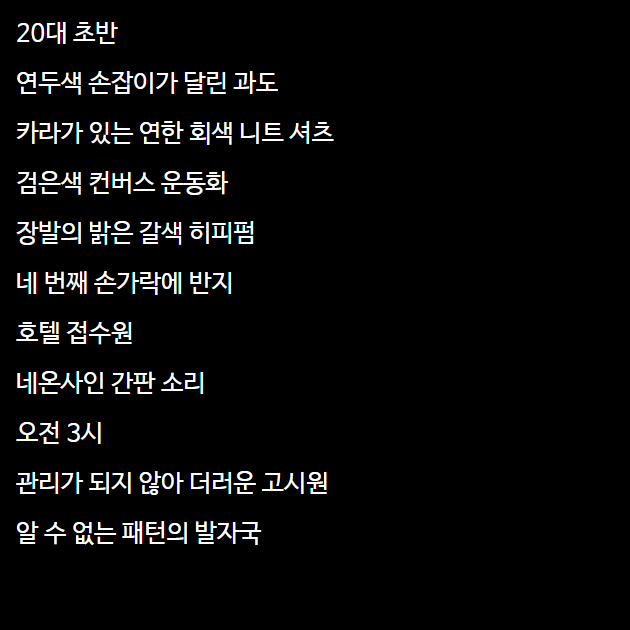 20대 초반
연두색 손잡이가 달린 과도
카라가 있는 연한 회색 니트 셔츠
검은색 컨버스 운동화
장발의 밝은 갈색 히피펌
네 번째 손가락에 반지
호텔 접수원
네온사인 간판 소리
오전 3시
관리가 되지 않아 더러운 고시원
알 수 없는 패턴의 발자국